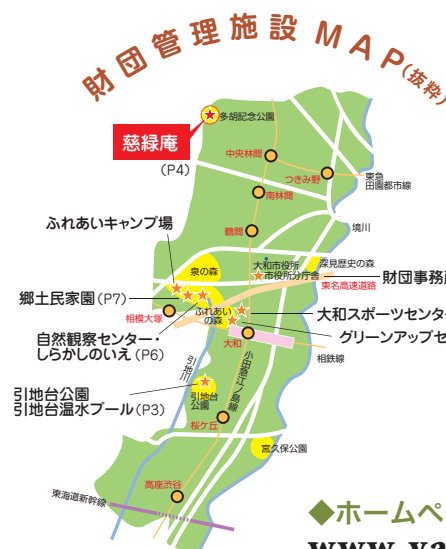 財団管理施設 MAP(抜粋)
多胡記念公園
慈緑庵
(P4)
中央林間
つきみ野
東急
田園都市線
南林間
境川
ふれあいキャンプ場
鶴間
泉の森
大和市役所
市役所分庁舎
深見歴史の森
財団事務所
東名高速道路
郷土民家園(P7)
相模大塚
ふれあい
の森
大和スポーツセンター
自然観察センター・
しらかしのいえ(P6)
グリーンアップセ
大和
相鉄線
引地川
小田急江ノ島線
引地台公園
引地台温水プール(P3)
引地台
公園
桜ケ丘
宮久保公園
高座渋谷
東海道新幹線
◆ホームペ
www.ya